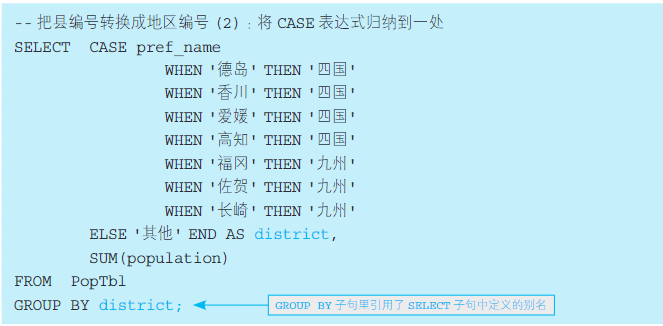 -- 把县编号转换成地区编号 (2) ：将 CASE 表达式归纳到一处
SELECT CASE pref_name
WHEN '德岛' THEN '四国'
WHEN '香川' THEN '四国'
WHEN '爱媛' THEN '四国'
WHEN '高知' THEN '四国'
WHEN '福冈' THEN '九州'
WHEN '佐贺' THEN '九州'
WHEN '长崎' THEN '九州'
ELSE '其他' END AS district,
SUM(population)
FROM PopTbl
GROUP BY district;
GROUP BY 子句里引用了 SELECT 子句中定义的别名